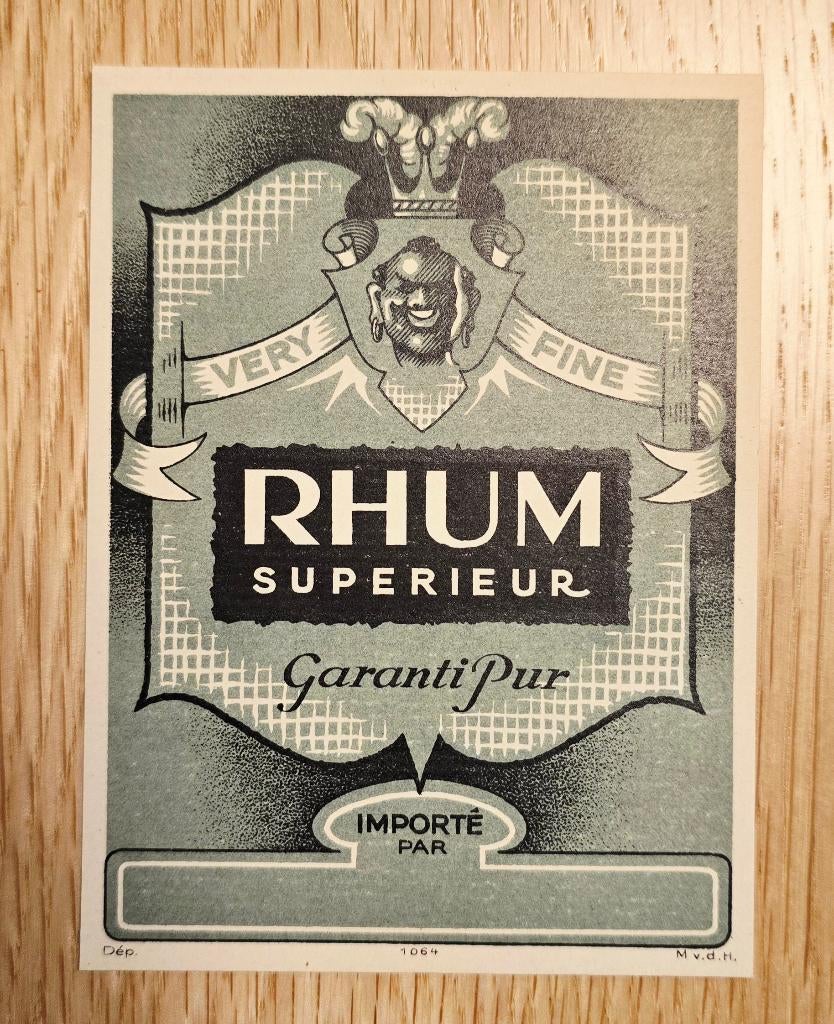 VERY FINE
RHUM
SUPERIEUR
Garanti Pur
IMPORTÉ
PAR
Dép. 1064 M v.d.H.